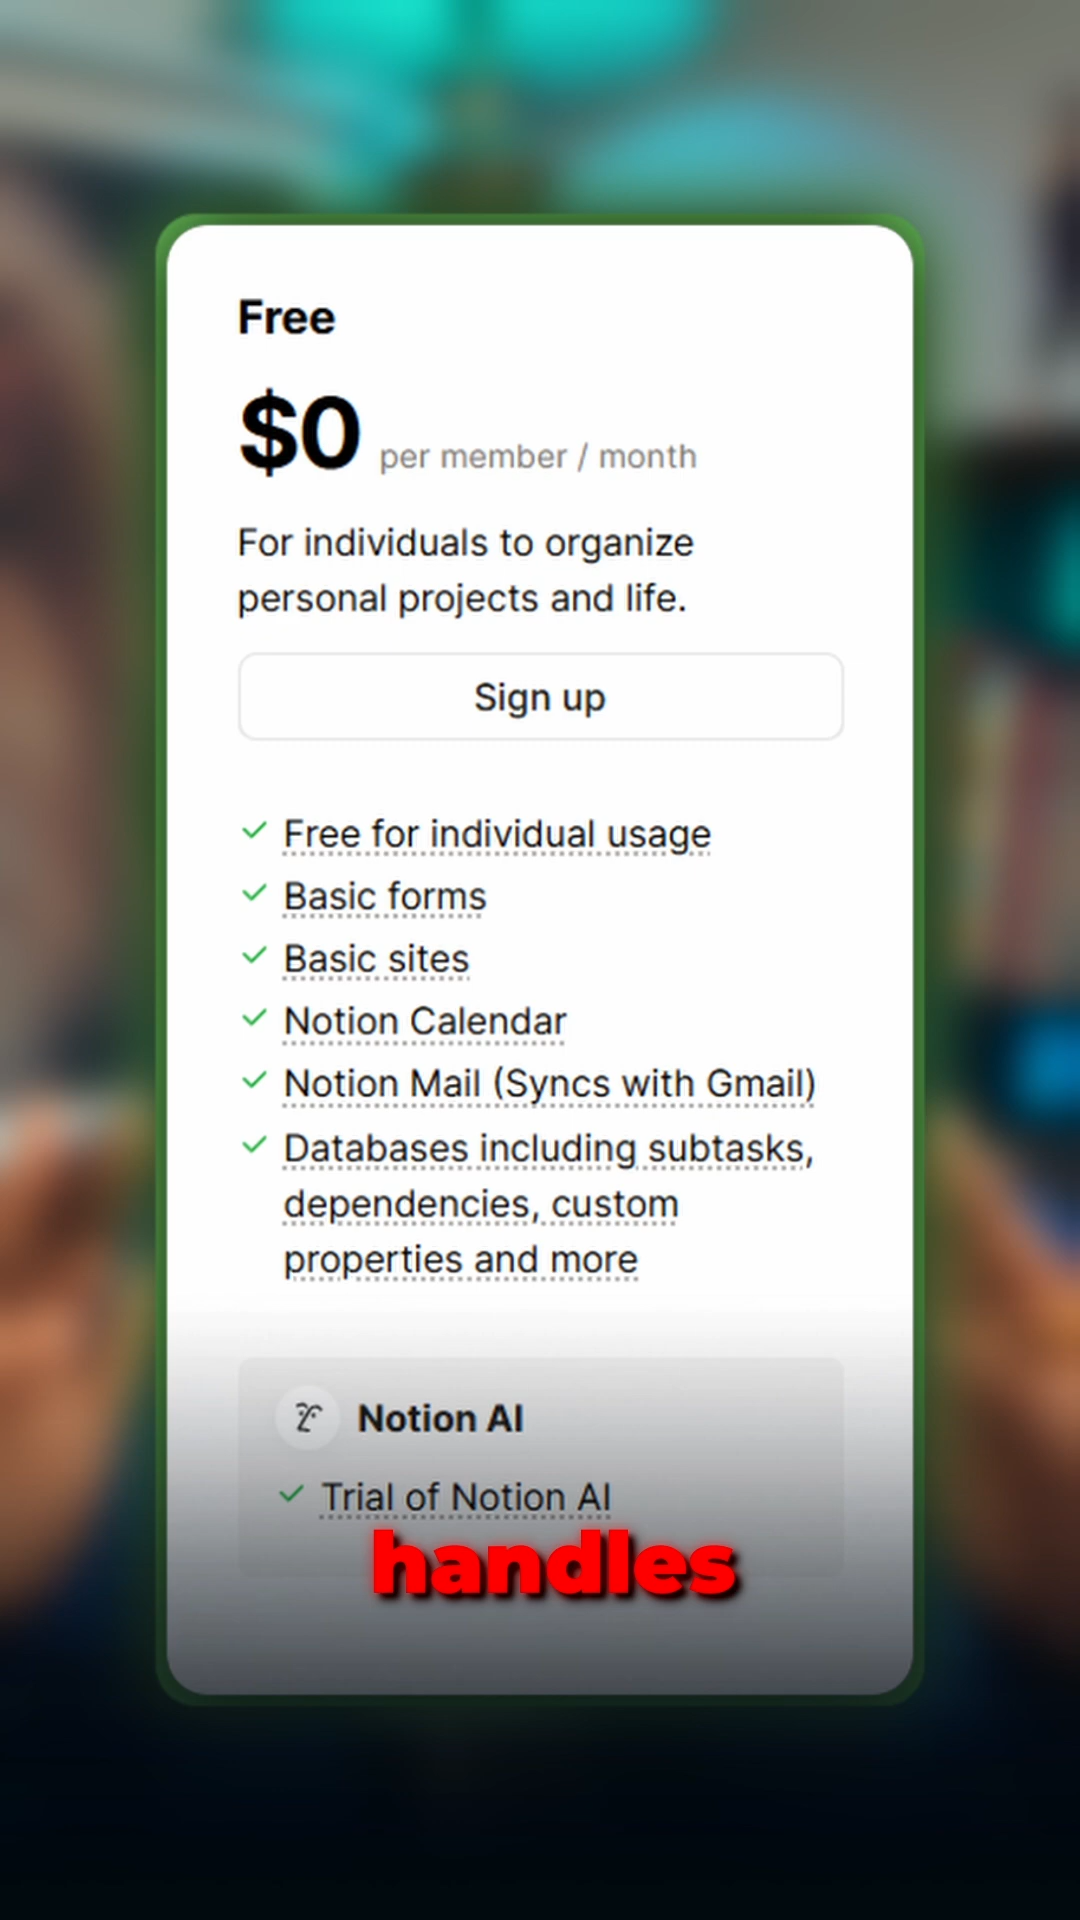 Free
$0 per member / month
For individuals to organize
personal projects and life.
Sign up
Free for individual usage
Basic forms
Basic sites
Notion Calendar
Notion Mail (Syncs with Gmail)
Databases including subtasks,
dependencies, custom
properties and more
Notion AI
Trial of Notion AI
handles